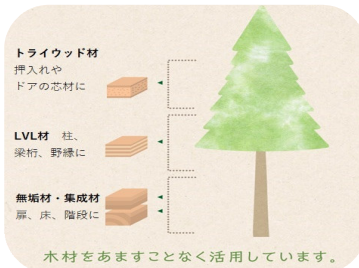 トライウッド材
押入れや
ドアの芯材に
LVL材　柱、
梁桁、野縁に
無垢材・集成材
扉、床、階段に
木材をあますことなく活用しています。